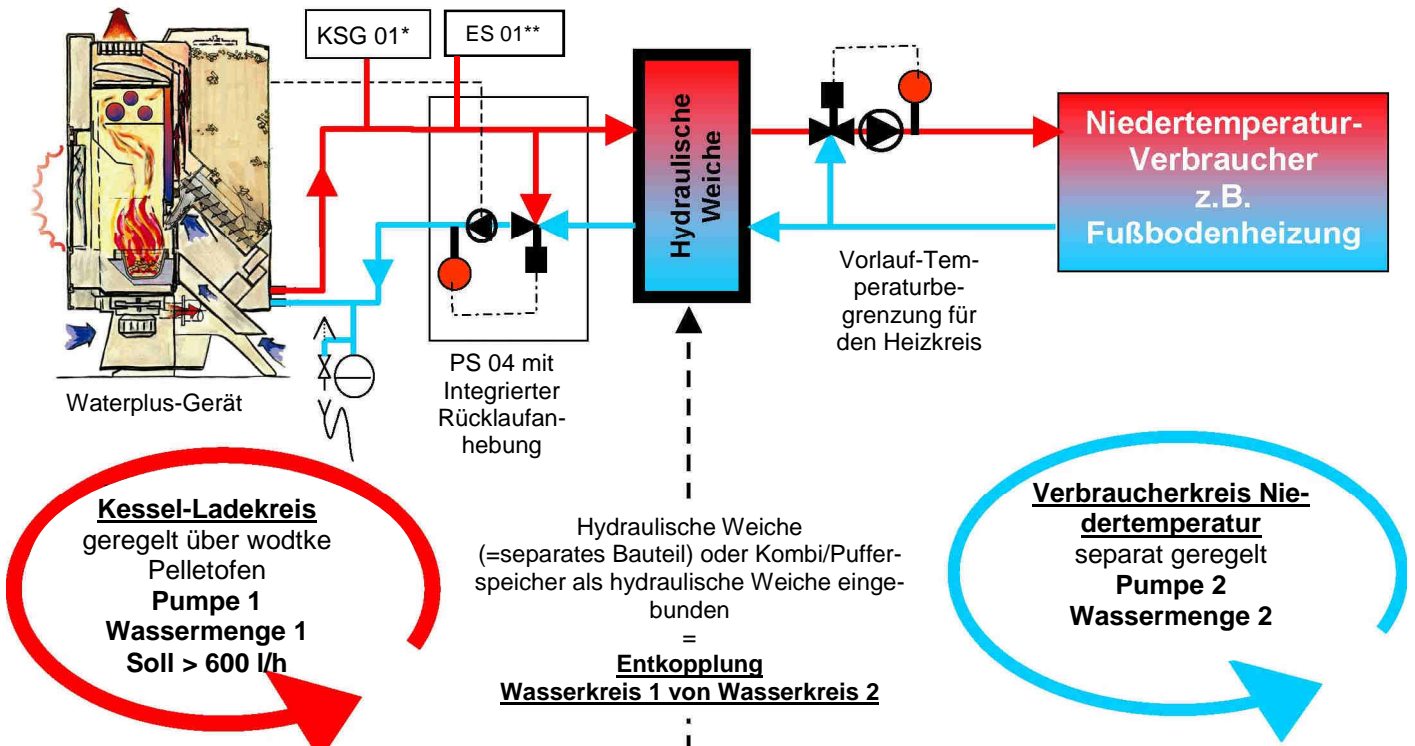 KSG 01*
ES 01**
Hydraulische
Weiche
Niedertemperatur-
Verbraucher
z.B.
Fußbodenheizung
Waterplus-Gerät
PS 04 mit
Integrierter
Rücklaufan-
hebung
Vorlauf-Tem-
peraturbe-
grenzung für
den Heizkreis
Kessel-Ladekreis
geregelt über wodtke
Pelletofen
Pumpe 1
Wassermenge 1
Soll > 600 l/h
Hydraulische Weiche
(=separates Bauteil) oder Kombi/Puffer-
speicher als hydraulische Weiche einge-
bunden
=
Entkopplung
Wasserkreis 1 von Wasserkreis 2
Verbraucherkreis Nie-
dertemperatur
separat geregelt
Pumpe 2
Wassermenge 2